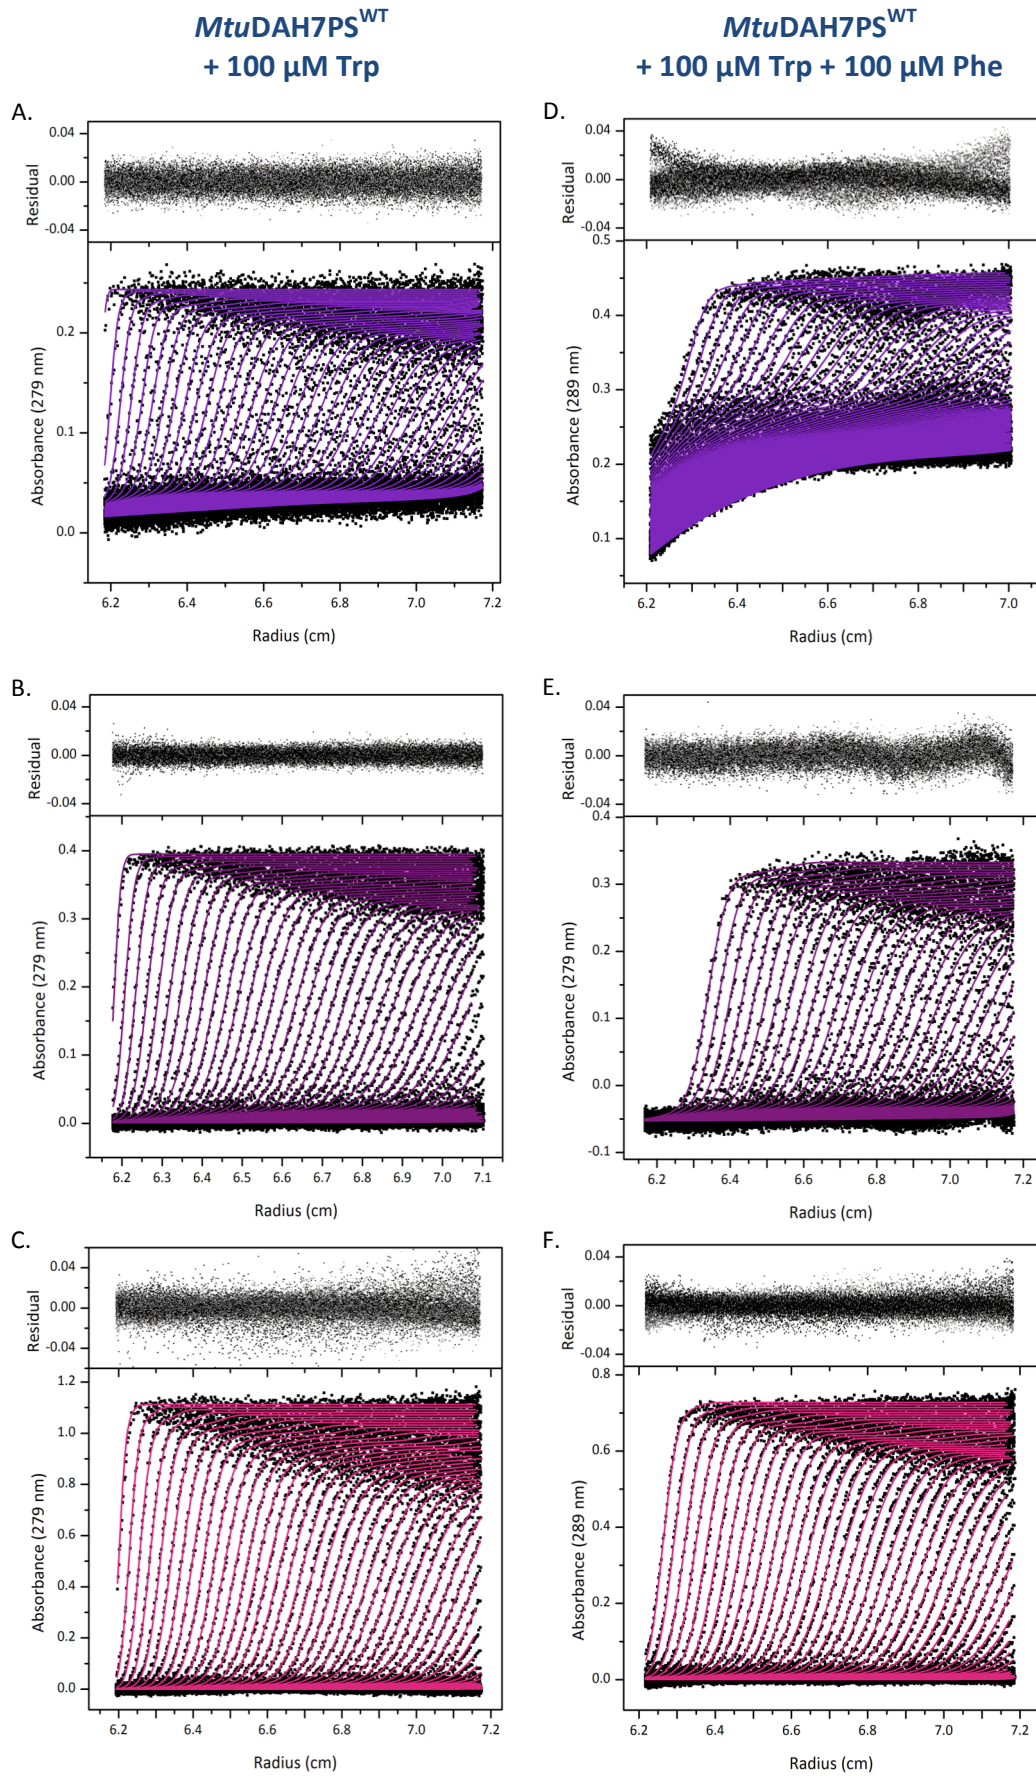 MtuDAH7PS^WT
+ 100 µM Trp
MtuDAH7PS^WT
+ 100 µM Trp + 100 µM Phe
A.
0.04
0.00
-0.04
Residual
0.2
0.1
0.0
Absorbance (279 nm)
6.2 6.4 6.6 6.8 7.0 7.2
Radius (cm)
D.
0.04
0.00
-0.04
Residual
0.5
0.4
0.3
0.2
0.1
Absorbance (289 nm)
6.2 6.4 6.6 6.8 7.0
Radius (cm)
B.
0.04
0.00
-0.04
Residual
0.4
0.3
0.2
0.1
0.0
Absorbance (279 nm)
6.2 6.3 6.4 6.5 6.6 6.7 6.8 6.9 7.0 7.1
Radius (cm)
E.
0.04
0.00
-0.04
Residual
0.4
0.3
0.2
0.1
0.0
-0.1
Absorbance (279 nm)
6.2 6.4 6.6 6.8 7.0 7.2
Radius (cm)
C.
0.04
0.00
-0.04
Residual
1.2
1.0
0.8
0.6
0.4
0.2
0.0
Absorbance (279 nm)
6.2 6.4 6.6 6.8 7.0 7.2
Radius (cm)
F.
0.04
0.00
-0.04
Residual
0.8
0.6
0.4
0.2
0.0
Absorbance (289 nm)
6.2 6.4 6.6 6.8 7.0 7.2
Radius (cm)